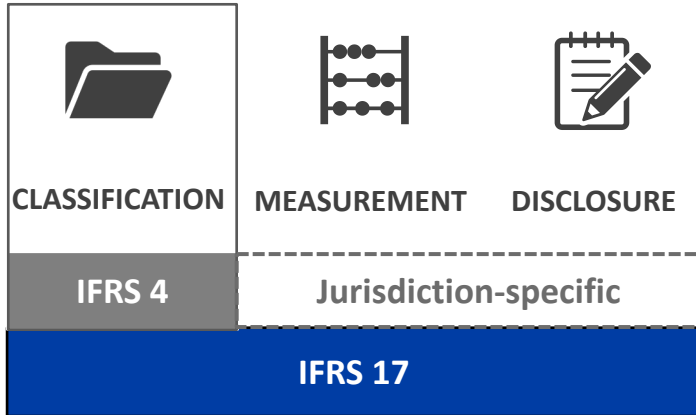 CLASSIFICATION MEASUREMENT DISCLOSURE
IFRS 4 Jurisdiction-specific
IFRS 17